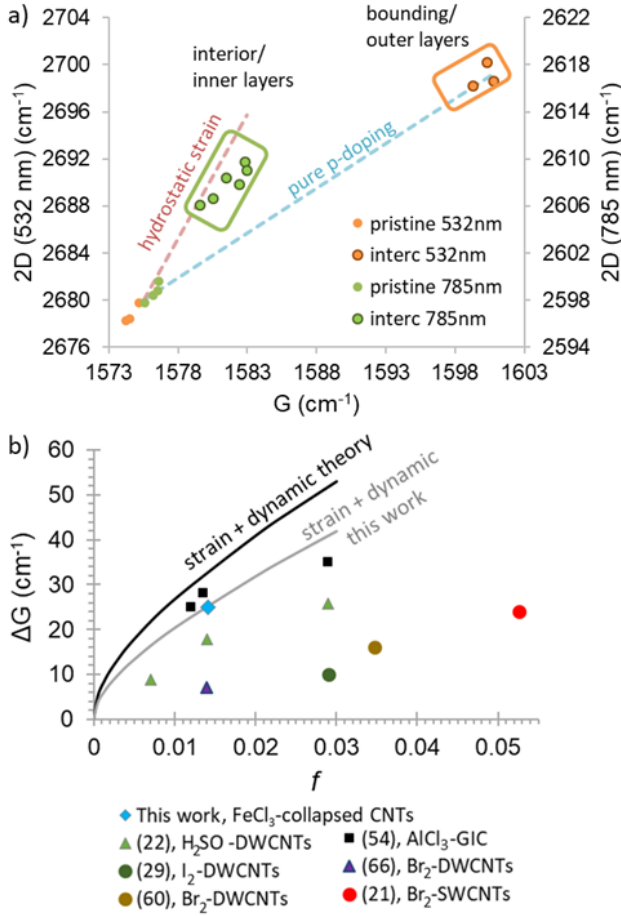 a)
2704
2700
2696
2692
2688
2684
2680
2676
2D (532 nm) (cm⁻¹)
2622
2618
2614
2610
2606
2602
2598
2594
2D (785 nm) (cm⁻¹)
interior/
inner layers
bounding/
outer layers
hydrostatic strain
pure p-doping
pristine 532nm
interc 532nm
pristine 785nm
interc 785nm
1573 1578 1583 1588 1593 1598 1603
G (cm⁻¹)
b)
60
50
40
30
20
10
0
ΔG (cm⁻¹)
strain + dynamic theory
strain + dynamic
this work
0 0.01 0.02 0.03 0.04 0.05
f
This work, FeCl₃-collapsed CNTs
(22), H₂SO -DWCNTs
(54), AlCl₃-GIC
(29), I₂-DWCNTs
(66), Br₂-DWCNTs
(60), Br₂-DWCNTs
(21), Br₂-SWCNTs